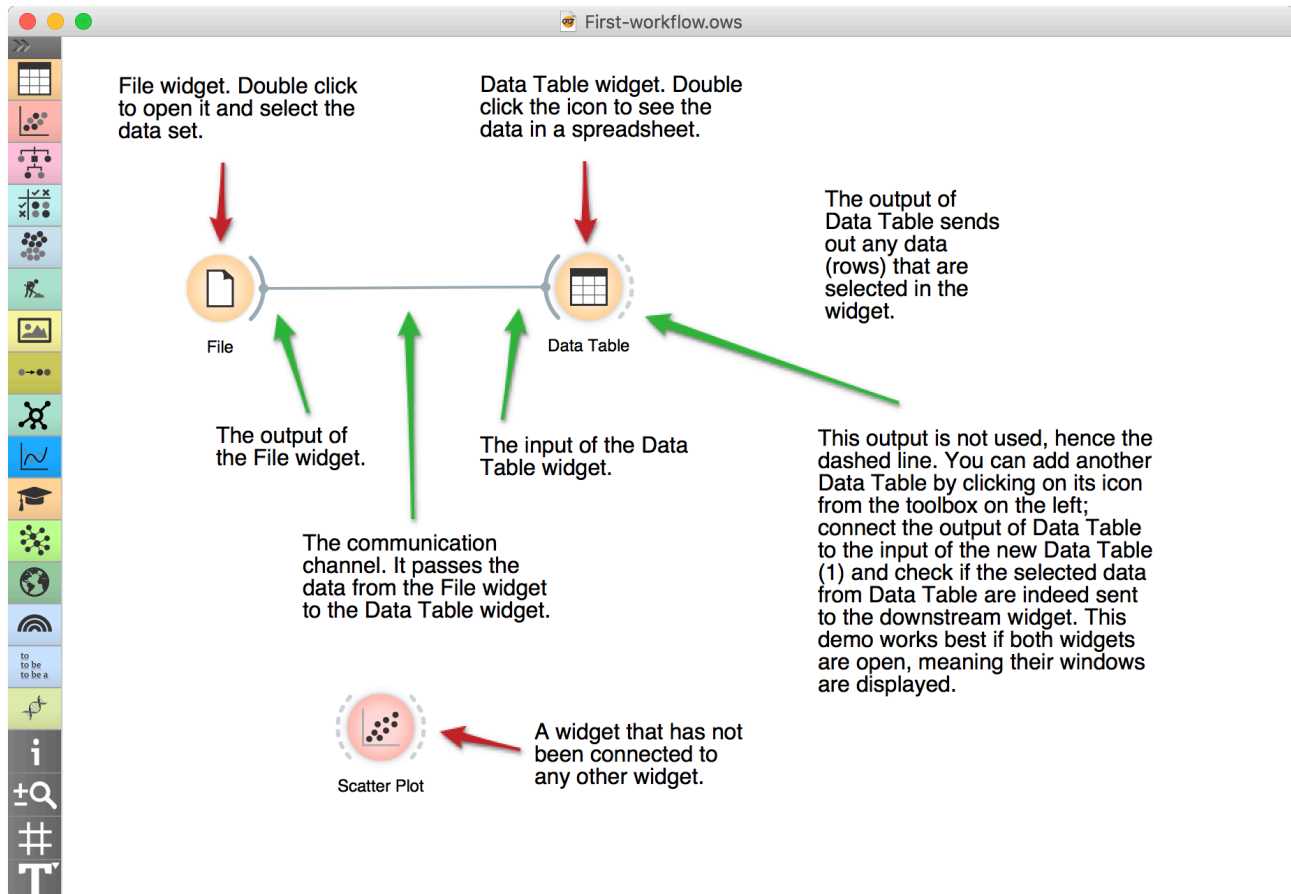 First-workflow.ows
File widget. Double click
to open it and select the
data set.
Data Table widget. Double
click the icon to see the
data in a spreadsheet.
The output of
Data Table sends
out any data
(rows) that are
selected in the
widget.
File
Data Table
The output of
the File widget.
The input of the Data
Table widget.
This output is not used, hence the
dashed line. You can add another
Data Table by clicking on its icon
from the toolbox on the left;
connect the output of Data Table
to the input of the new Data Table
(1) and check if the selected data
from Data Table are indeed sent
to the downstream widget. This
demo works best if both widgets
are open, meaning their windows
are displayed.
The communication
channel. It passes the
data from the File widget
to the Data Table widget.
to
to be
to be a
A widget that has not
been connected to
any other widget.
Scatter Plot
i
T